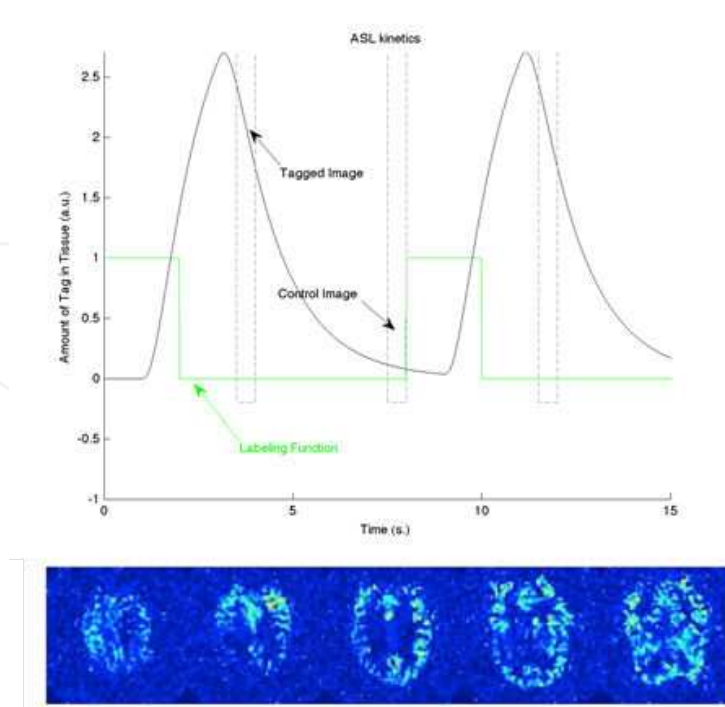 ASL kinetics
Amount of Tag in Tissue (a.u.)
2.5
2
1.5
1
0.5
0
-0.5
-1
Tagged Image
Control Image
Labeling Function
0 5 10 15
Time (s.)